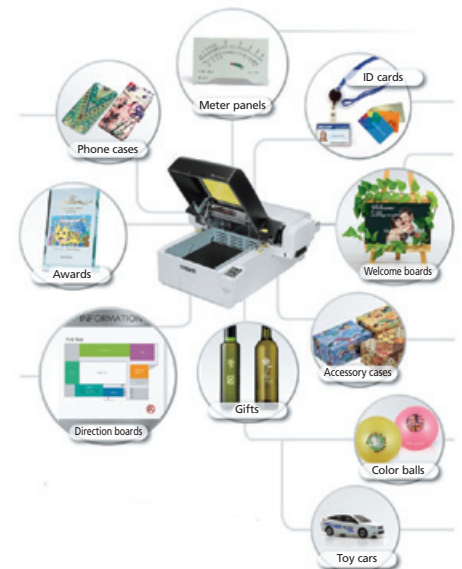 Meter panels
ID cards
Phone cases
Awards
Welcome boards
INFORMATION
Accessory cases
Gifts
Direction boards
Color balls
Toy cars